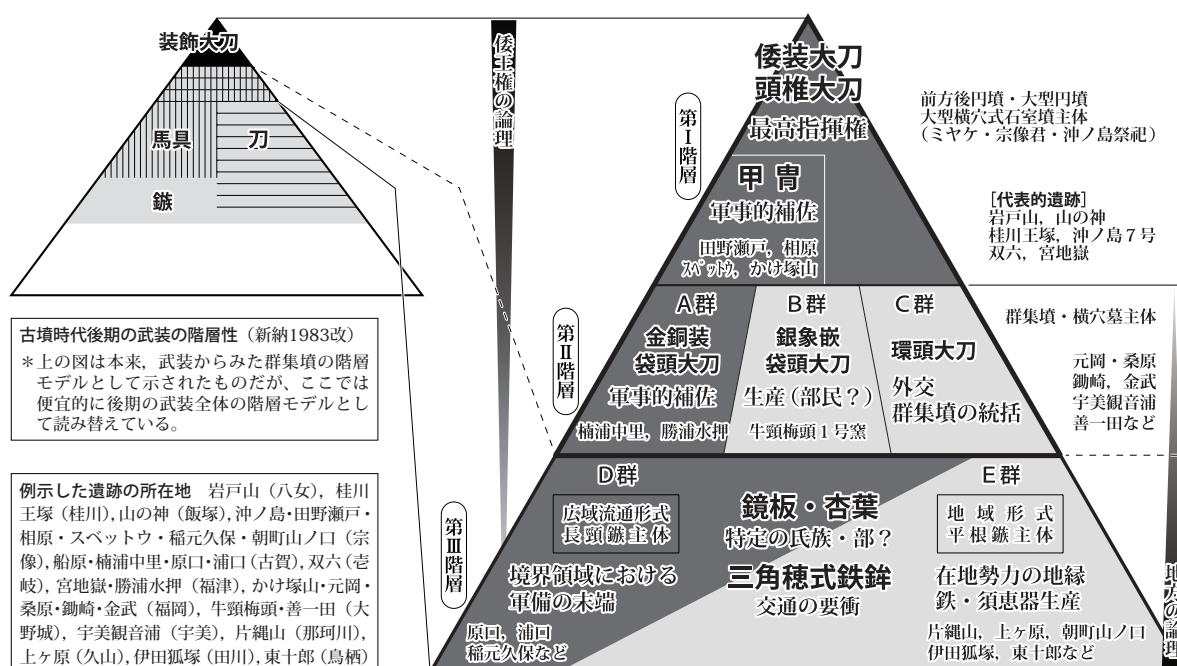 装飾大刀
馬具
刀
鏃
古墳時代後期の武装の階層性（新納1983改）
＊上の図は本来，武装からみた群集墳の階層
モデルとして示されたものだが、ここでは
便宜的に後期の武装全体の階層モデルとし
て読み替えている。
例示した遺跡の所在地　岩戸山（八女），桂川
王塚（桂川），山の神（飯塚），沖ノ島・田野瀬戸・
相原・スベットウ・稲元久保・朝町山ノ口（宗
像），船原・楠浦中里・原口・浦口（古賀），双六（壱
岐），宮地嶽・勝浦水押（福津），かけ塚山・元岡・
桑原・鋤崎・金武（福岡），牛頸梅頭・善一田（大
野城），宇美観音浦（宇美），片縄山（那珂川），
上ヶ原（久山），伊田狐塚（田川），東十郎（鳥栖）
倭王権の論理
第Ⅰ階層
倭装大刀
頭椎大刀
最高指揮権
甲冑
軍事的補佐
田野瀬戸，相原
スベットウ，かけ塚山
前方後円墳・大型円墳
大型横穴式石室墳主体
（ミヤケ・宗像君・沖ノ島祭祀）
［代表的遺跡］
岩戸山，山の神
桂川王塚，沖ノ島７号
双六，宮地嶽
第Ⅱ階層
A群
金銅装
袋頭大刀
軍事的補佐
楠浦中里，勝浦水押
B群
銀象嵌
袋頭大刀
生産（部民？）
牛頸梅頭１号窯
C群
環頭大刀
外交
群集墳の統括
群集墳・横穴墓主体
元岡・桑原
鋤崎，金武
宇美観音浦
善一田など
第Ⅲ階層
D群
広域流通形式
長頸鏃主体
境界領域における
軍備の末端
原口，浦口
稲元久保など
鏡板・杏葉
特定の氏族・部？
三角穂式鉄鉾
交通の要衝
E群
地域形式
平根鏃主体
在地勢力の地縁
鉄・須恵器生産
片縄山，上ヶ原，朝町山ノ口
伊田狐塚，東十郎など
地方の論理